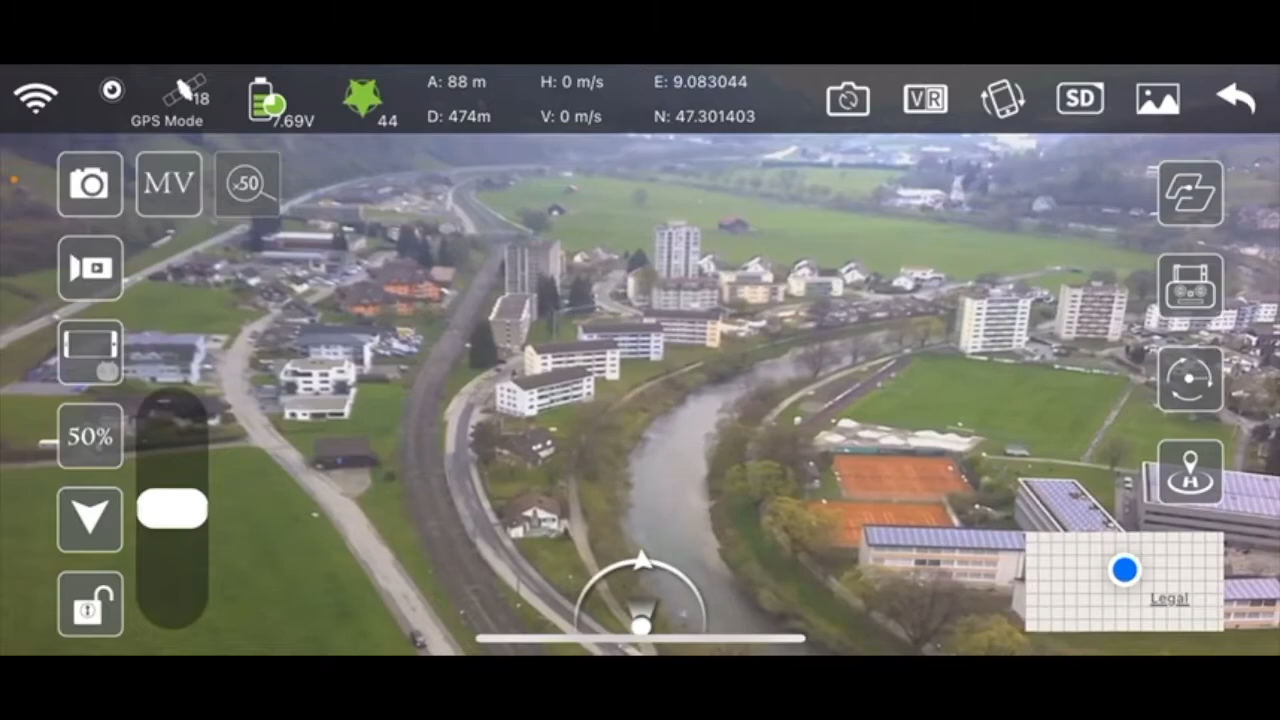 A: 88 m
H: 0 m/s
E: 9.083044
VR
SD
18
GPS Mode
7.69V
44
D: 474m
V: 0 m/s
N: 47.301403
MV
x50
50%
H
Legal